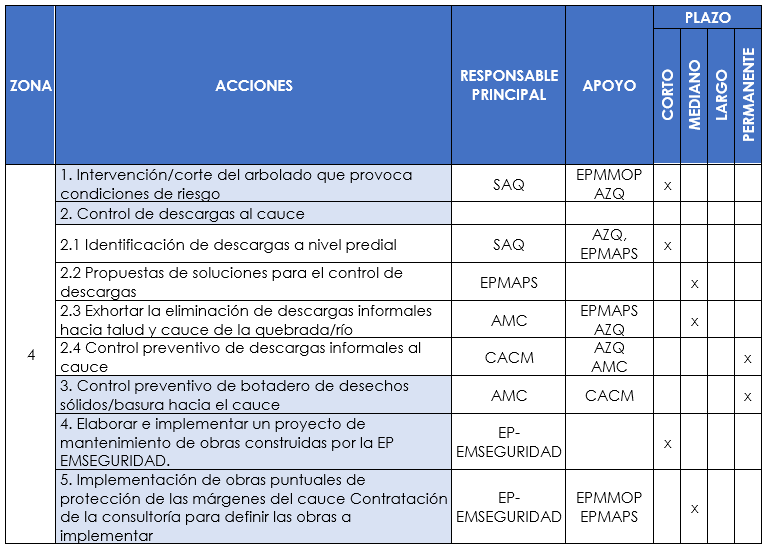 PLAZO
ZONA
ACCIONES
RESPONSABLE
PRINCIPAL
APOYO
CORTO
MEDIANO
LARGO
PERMANENTE
4
1. Intervención/corte del arbolado que provoca
condiciones de riesgo
SAQ
EPMMOP
AZQ
x
2. Control de descargas al cauce
2.1 Identificación de descargas a nivel predial
SAQ
AZQ,
EPMAPS
x
2.2 Propuestas de soluciones para el control de
descargas
EPMAPS
x
2.3 Exhortar la eliminación de descargas informales
hacia talud y cauce de la quebrada/río
AMC
EPMAPS
AZQ
x
2.4 Control preventivo de descargas informales al
cauce
CACM
AZQ
AMC
x
3. Control preventivo de botadero de desechos
sólidos/basura hacia el cauce
AMC
CACM
x
4. Elaborar e implementar un proyecto de
mantenimiento de obras construidas por la EP
EMSEGURIDAD.
EP-
EMSEGURIDAD
x
5. Implementación de obras puntuales de
protección de las márgenes del cauce Contratación
de la consultoría para definir las obras a
implementar
EP-
EMSEGURIDAD
EPMMOP
EPMAPS
x